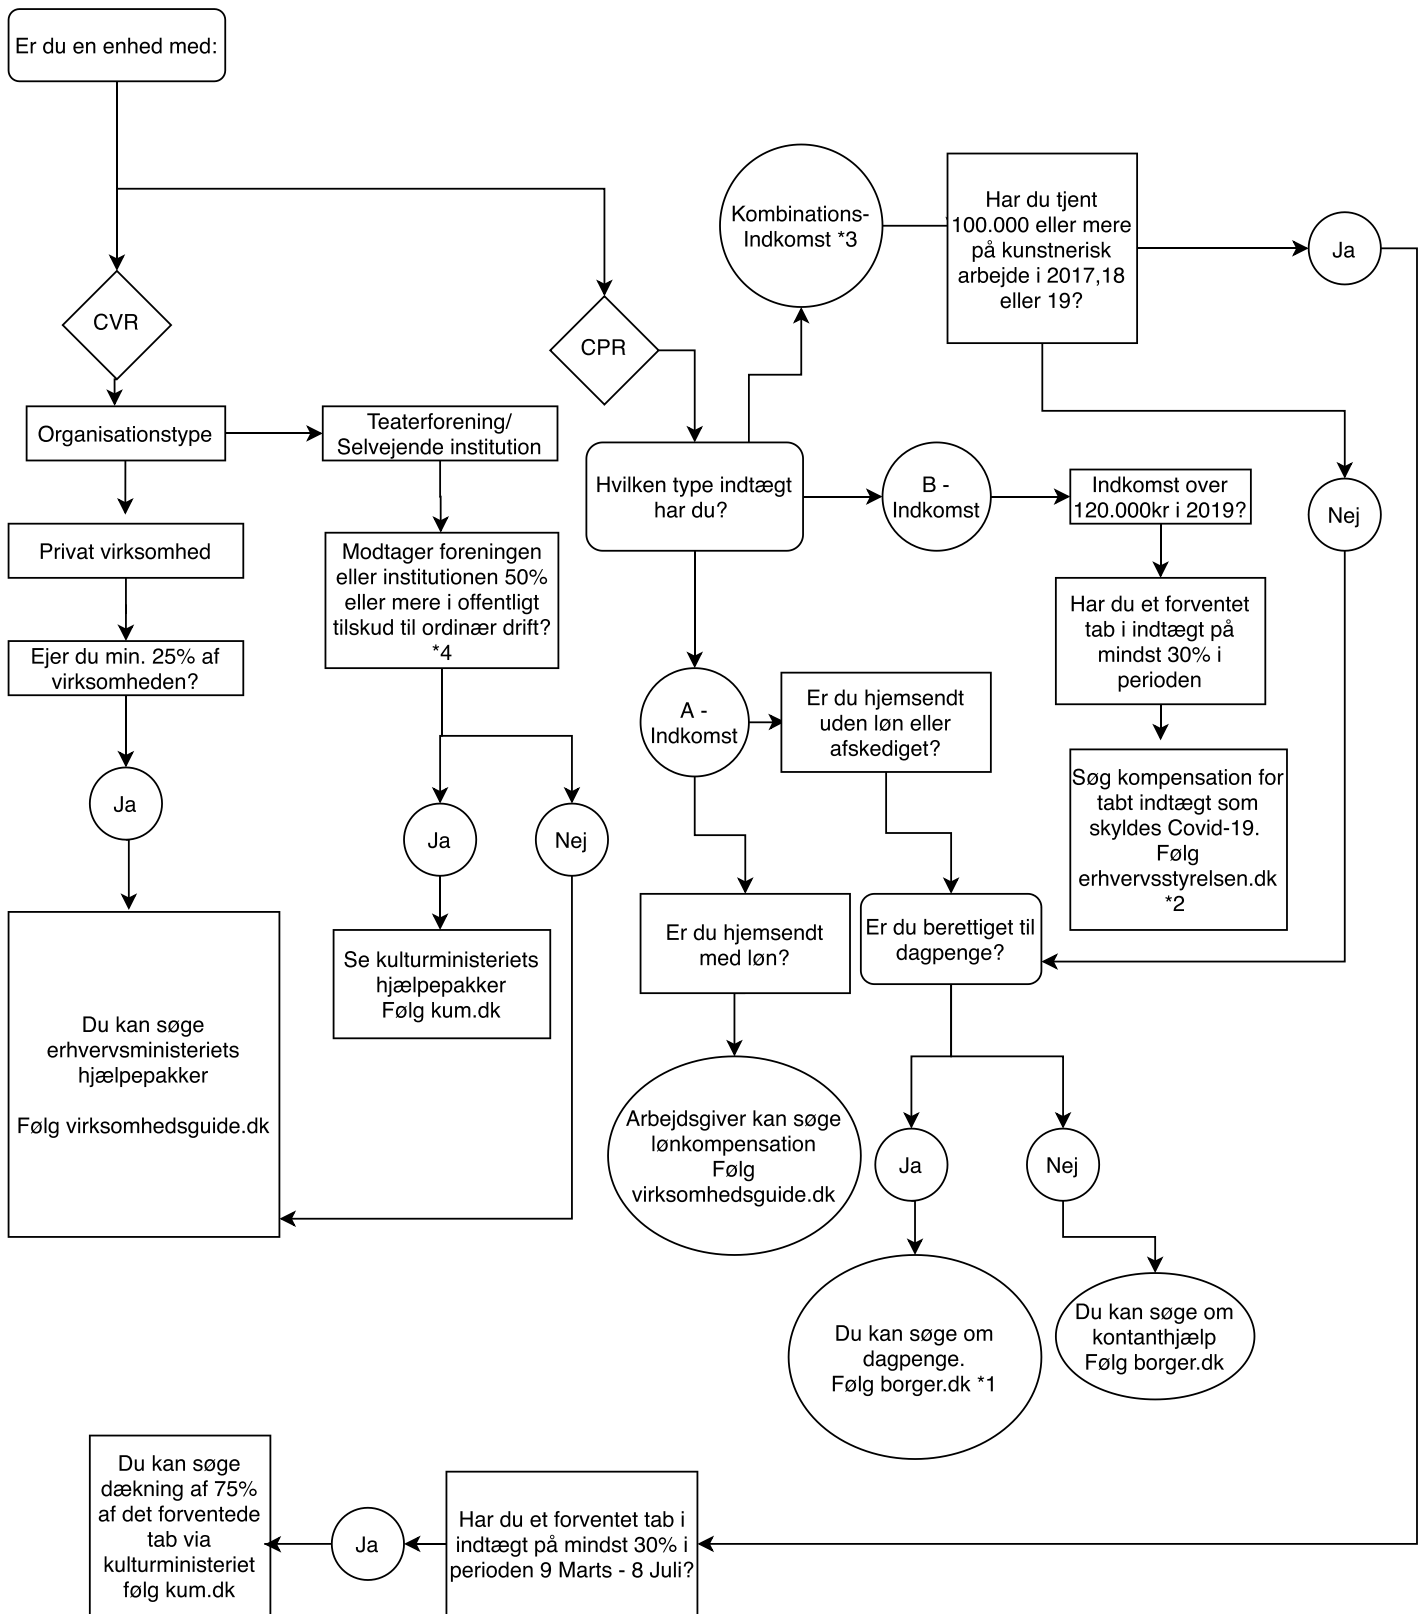 Er du en enhed med:
CVR
Organisationstype
Privat virksomhed
Ejer du min. 25% af
virksomheden?
Ja
Du kan søge
erhvervsministeriets
hjælpepakker
Følg virksomhedsguide.dk
Teaterforening/
Selvejende institution
Modtager foreningen
eller institutionen 50%
eller mere i offentligt
tilskud til ordinær drift?
*4
Ja
Nej
Se kulturministeriets
hjælpepakker
Følg kum.dk
CPR
Hvilken type indtægt
har du?
Kombinations-
Indkomst *3
Har du tjent
100.000 eller mere
på kunstnerisk
arbejde i 2017,18
eller 19?
Ja
Nej
B -
Indkomst
Indkomst over
120.000kr i 2019?
Har du et forventet
tab i indtægt på
mindst 30% i
perioden
Søg kompensation for
tabt indtægt som
skyldes Covid-19.
Følg
erhvervsstyrelsen.dk
*2
A -
Indkomst
Er du hjemsendt
uden løn eller
afskediget?
Er du hjemsendt
med løn?
Arbejdsgiver kan søge
lønkompensation
Følg
virksomhedsguide.dk
Er du berettiget til
dagpenge?
Ja
Nej
Du kan søge om
dagpenge.
Følg borger.dk *1
Du kan søge om
kontanthjælp
Følg borger.dk
Har du et forventet tab i
indtægt på mindst 30% i
perioden 9 Marts - 8 Juli?
Ja
Du kan søge
dækning af 75%
af det forventede
tab via
kulturministeriet
følg kum.dk